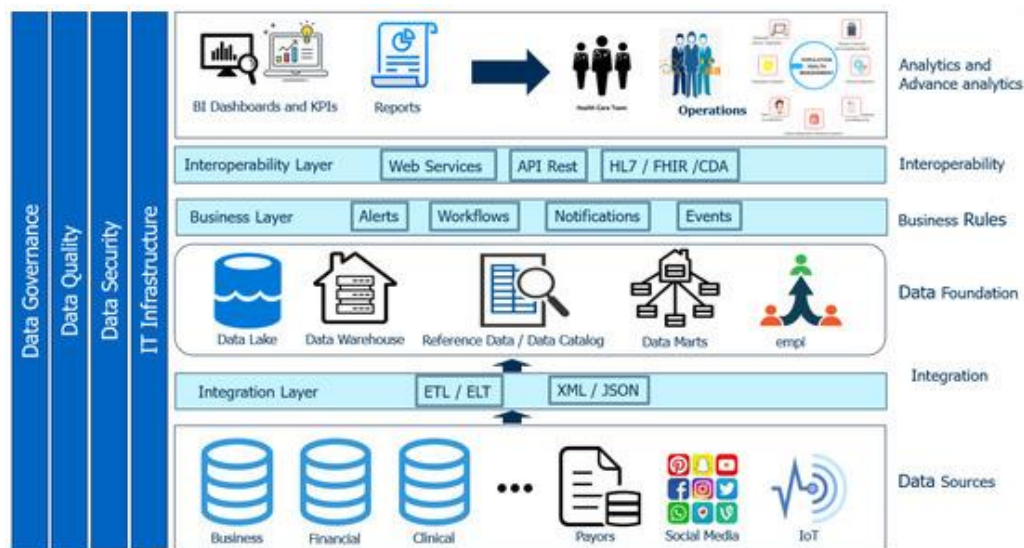 Data Governance
Data Quality
Data Security
IT Infrastructure
BI Dashboards and KPIs
Reports
Health Care Team
Operations
POPULATION
HEALTH
MANAGEMENT
Analytics and
Advance analytics
Interoperability Layer
Web Services
API Rest
HL7 / FHIR /CDA
Interoperability
Business Layer
Alerts
Workflows
Notifications
Events
Business Rules
Data Lake
Data Warehouse
Reference Data / Data Catalog
Data Marts
empl
Data Foundation
Integration Layer
ETL / ELT
XML / JSON
Integration
Business
Financial
Clinical
Payors
Social Media
IoT
Data Sources